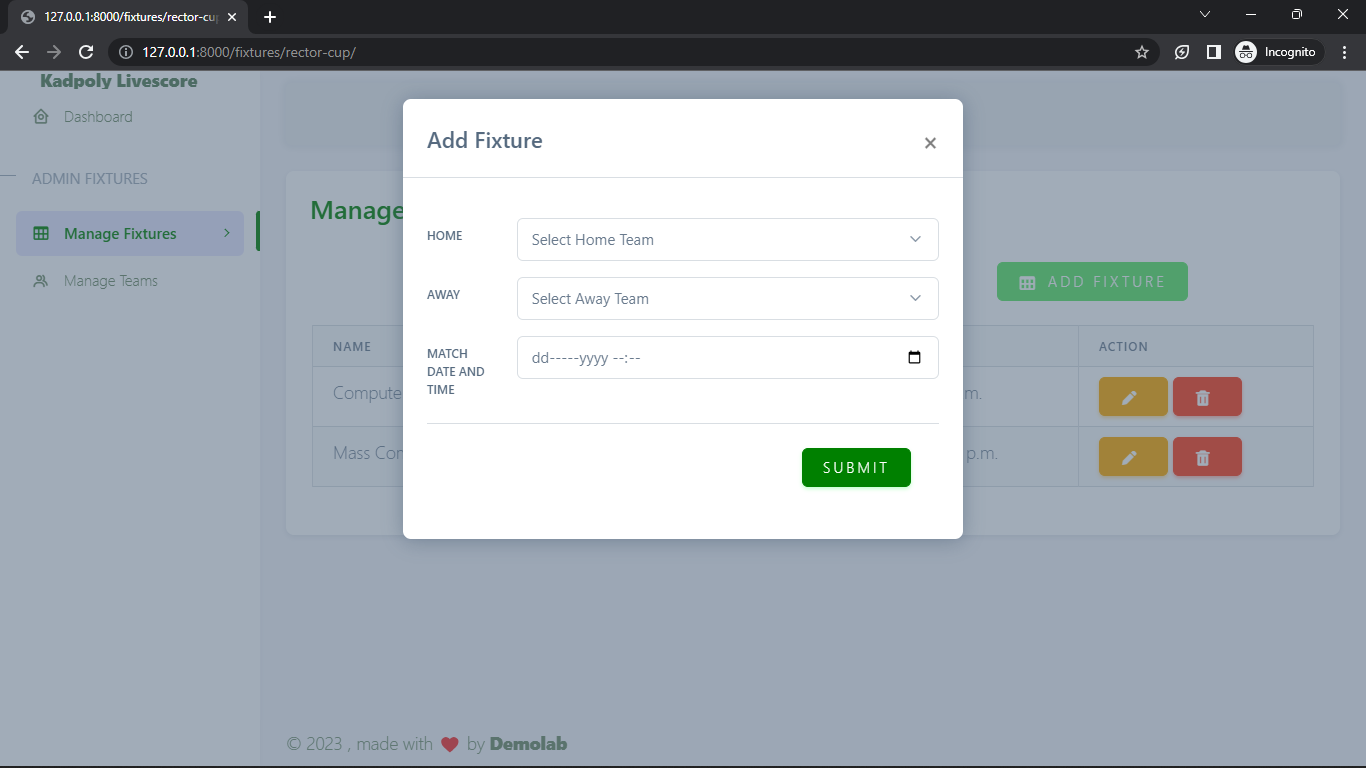 127.0.0.1:8000/fixtures/rector-cup
127.0.0.1:8000/fixtures/rector-cup/
Incognito
Kadpoly Livescore
Dashboard
ADMIN FIXTURES
Manage Fixtures
Manage Teams
Manage
ADD FIXTURE
NAME
ACTION
Compute
m.
Mass Cor
p.m.
Add Fixture
×
HOME
Select Home Team
AWAY
Select Away Team
MATCH
DATE AND
TIME
dd-----yyyy --:--
SUBMIT
© 2023 , made with ❤️ by Demolab